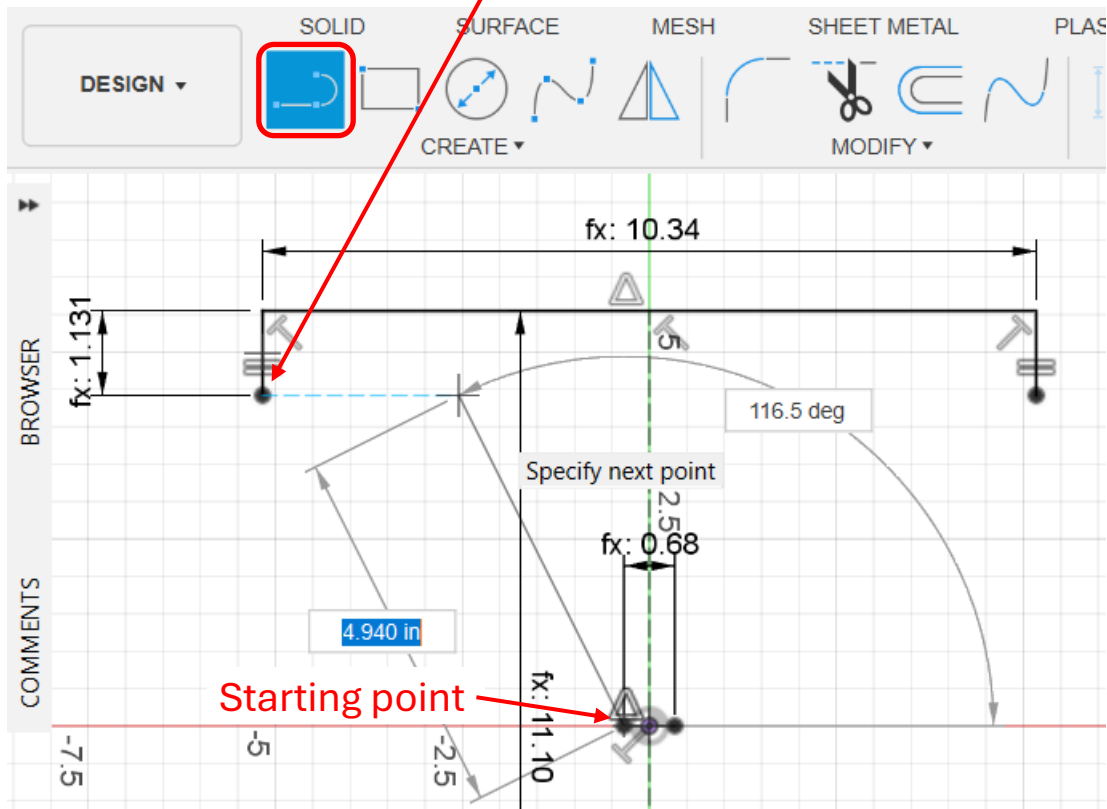 SOLID SURFACE MESH SHEET METAL PLAS
DESIGN
CREATE MODIFY
fx: 10.34
fx: 1.131
5
BROWSER
116.5 deg
Specify next point
2.5
fx: 0.68
COMMENTS
4.940 in
Starting point
fx: 11.10
-7.5
-5
-2.5